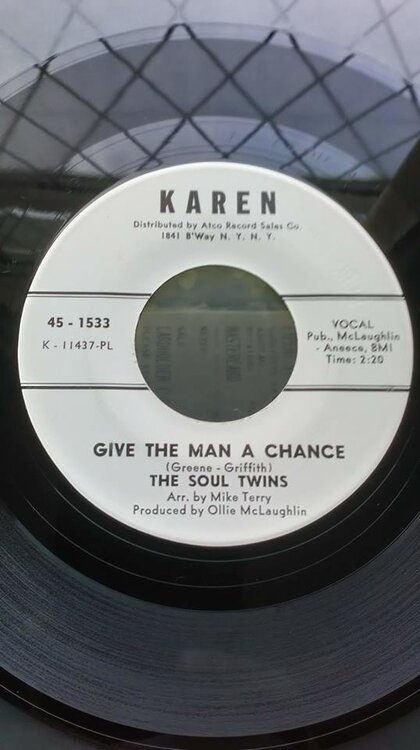 KAREN
Distributed by Atco Record Sales Co.
1841 B'Way N. Y., N. Y.
45 - 1533
K - 11437-PL
VOCAL
Pub., McLaughlin
- Aneece, BMI
Time: 2:20
GIVE THE MAN A CHANCE
(Greene - Griffith)
THE SOUL TWINS
Arr. by Mike Terry
Produced by Ollie McLaughlin